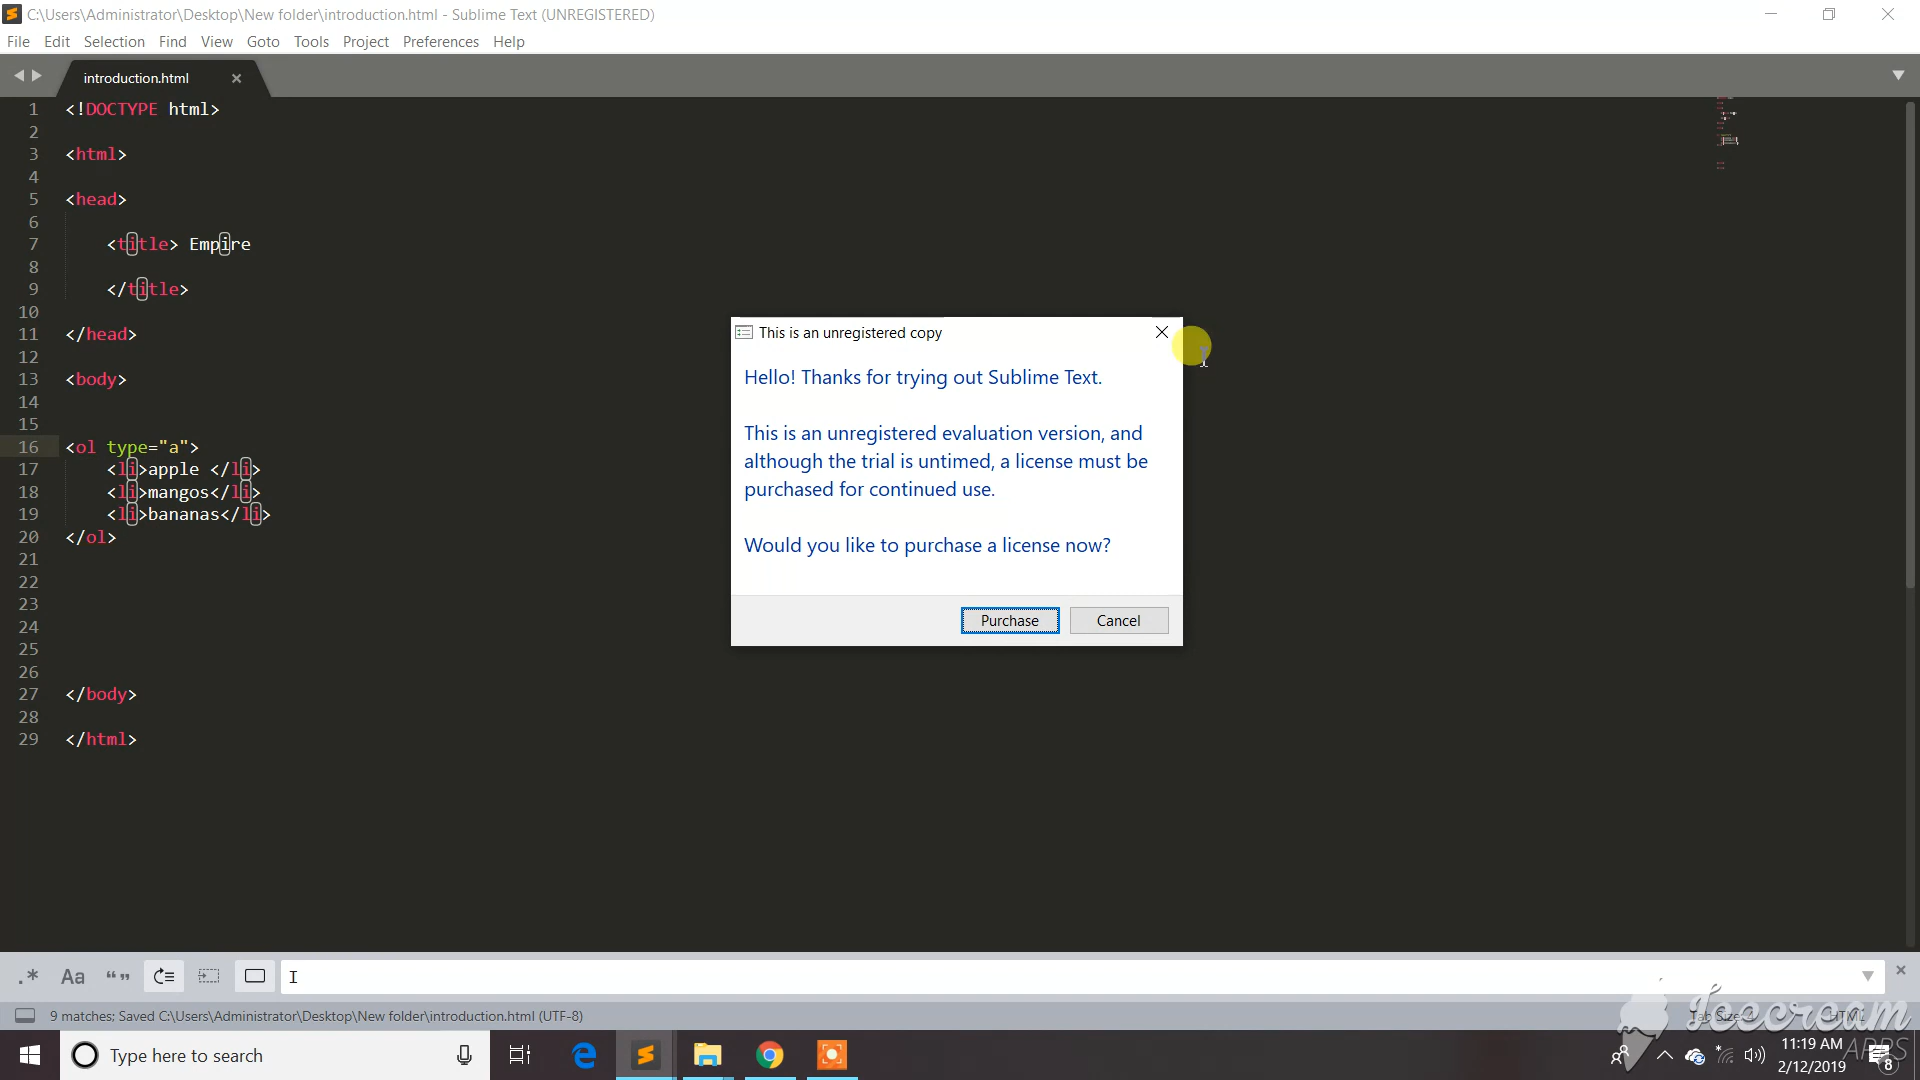 C:\Users\Administrator\Desktop\New folder\introduction.html - Sublime Text (UNREGISTERED)
File Edit Selection Find View Goto Tools Project Preferences Help
introduction.html
1 <!DOCTYPE html>
2
3 <html>
4
5 <head>
6
7 <title> Empire
8
9 </title>
10
11 </head>
12
13 <body>
14
15
16 <ol type="a">
17 <li>apple </li>
18 <li>mangos</li>
19 <li>bananas</li>
20 </ol>
21
22
23
24
25
26
27 </body>
28
29 </html>
This is an unregistered copy
Hello! Thanks for trying out Sublime Text.
This is an unregistered evaluation version, and
although the trial is untimed, a license must be
purchased for continued use.
Would you like to purchase a license now?
Purchase Cancel
.* Aa “ ” I
9 matches; Saved C:\Users\Administrator\Desktop\New folder\introduction.html (UTF-8)
Tab Size: 4 HTML
Icecream
APPS
Type here to search
11:19 AM
2/12/2019
8